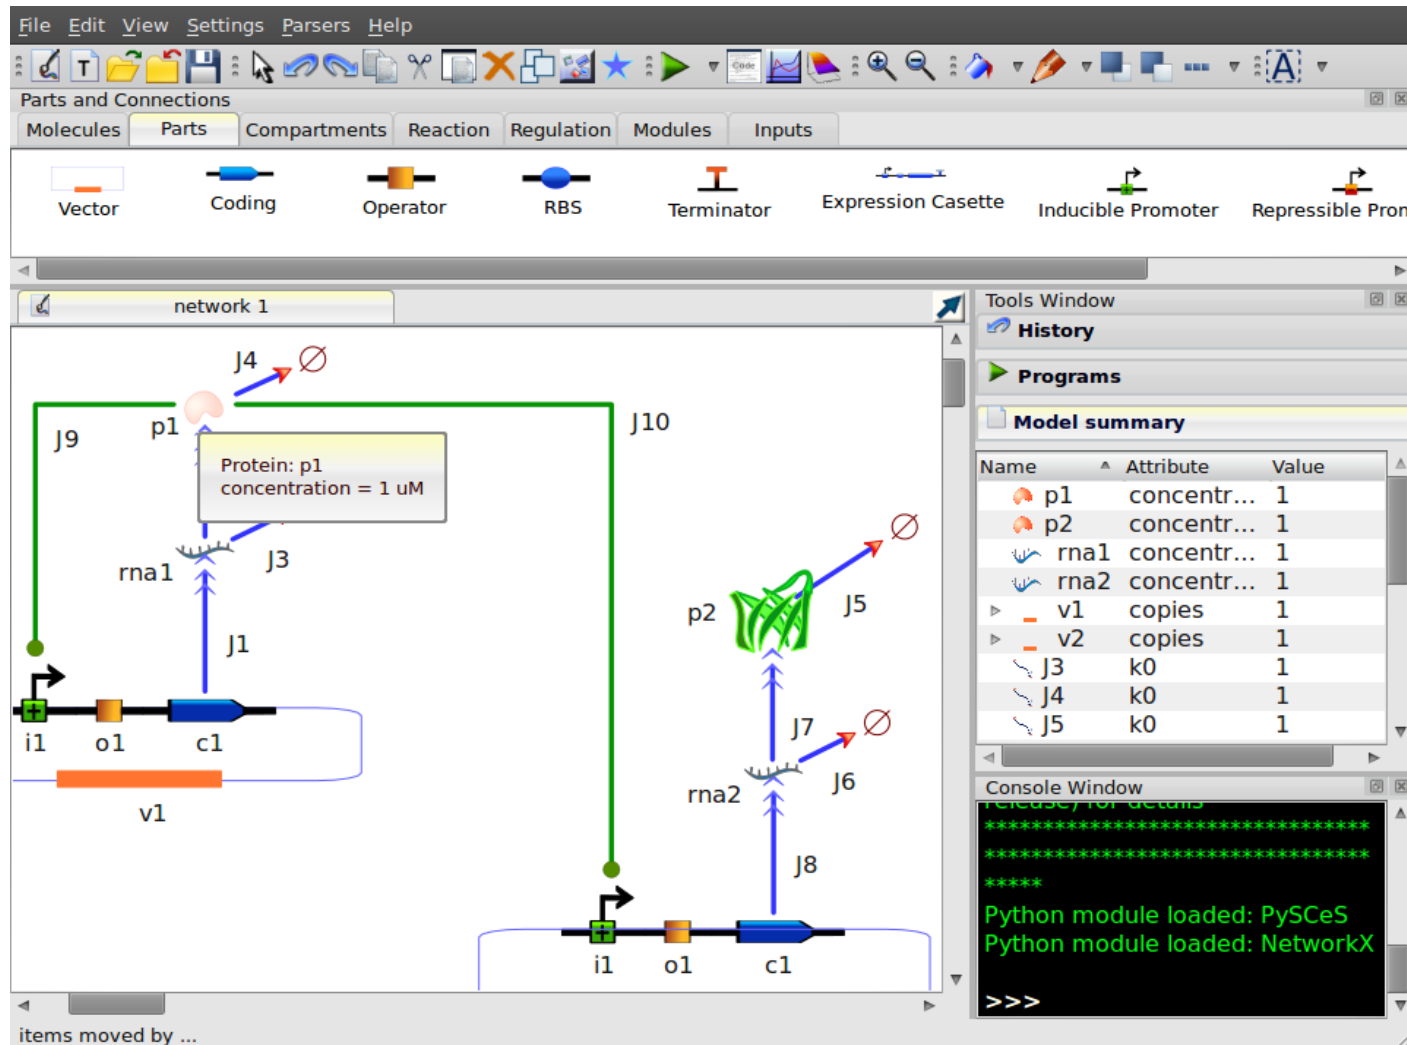 File Edit View Settings Parsers Help
T Code A
Parts and Connections
Molecules Parts Compartments Reaction Regulation Modules Inputs
Vector Coding Operator RBS Terminator Expression Casette Inducible Promoter Repressible Pron
network 1
J4
p1
J9
J10
Protein: p1
concentration = 1 uM
rna1
J3
J1
i1 o1 c1
v1
p2
J5
J7
rna2
J6
J8
i1 o1 c1
Tools Window
History
Programs
Model summary
Name Attribute Value
p1 concentr... 1
p2 concentr... 1
rna1 concentr... 1
rna2 concentr... 1
v1 copies 1
v2 copies 1
J3 k0 1
J4 k0 1
J5 k0 1
Console Window
release) for details
*********************************
*********************************
*****
Python module loaded: PySCeS
Python module loaded: NetworkX
>>>
items moved by ...